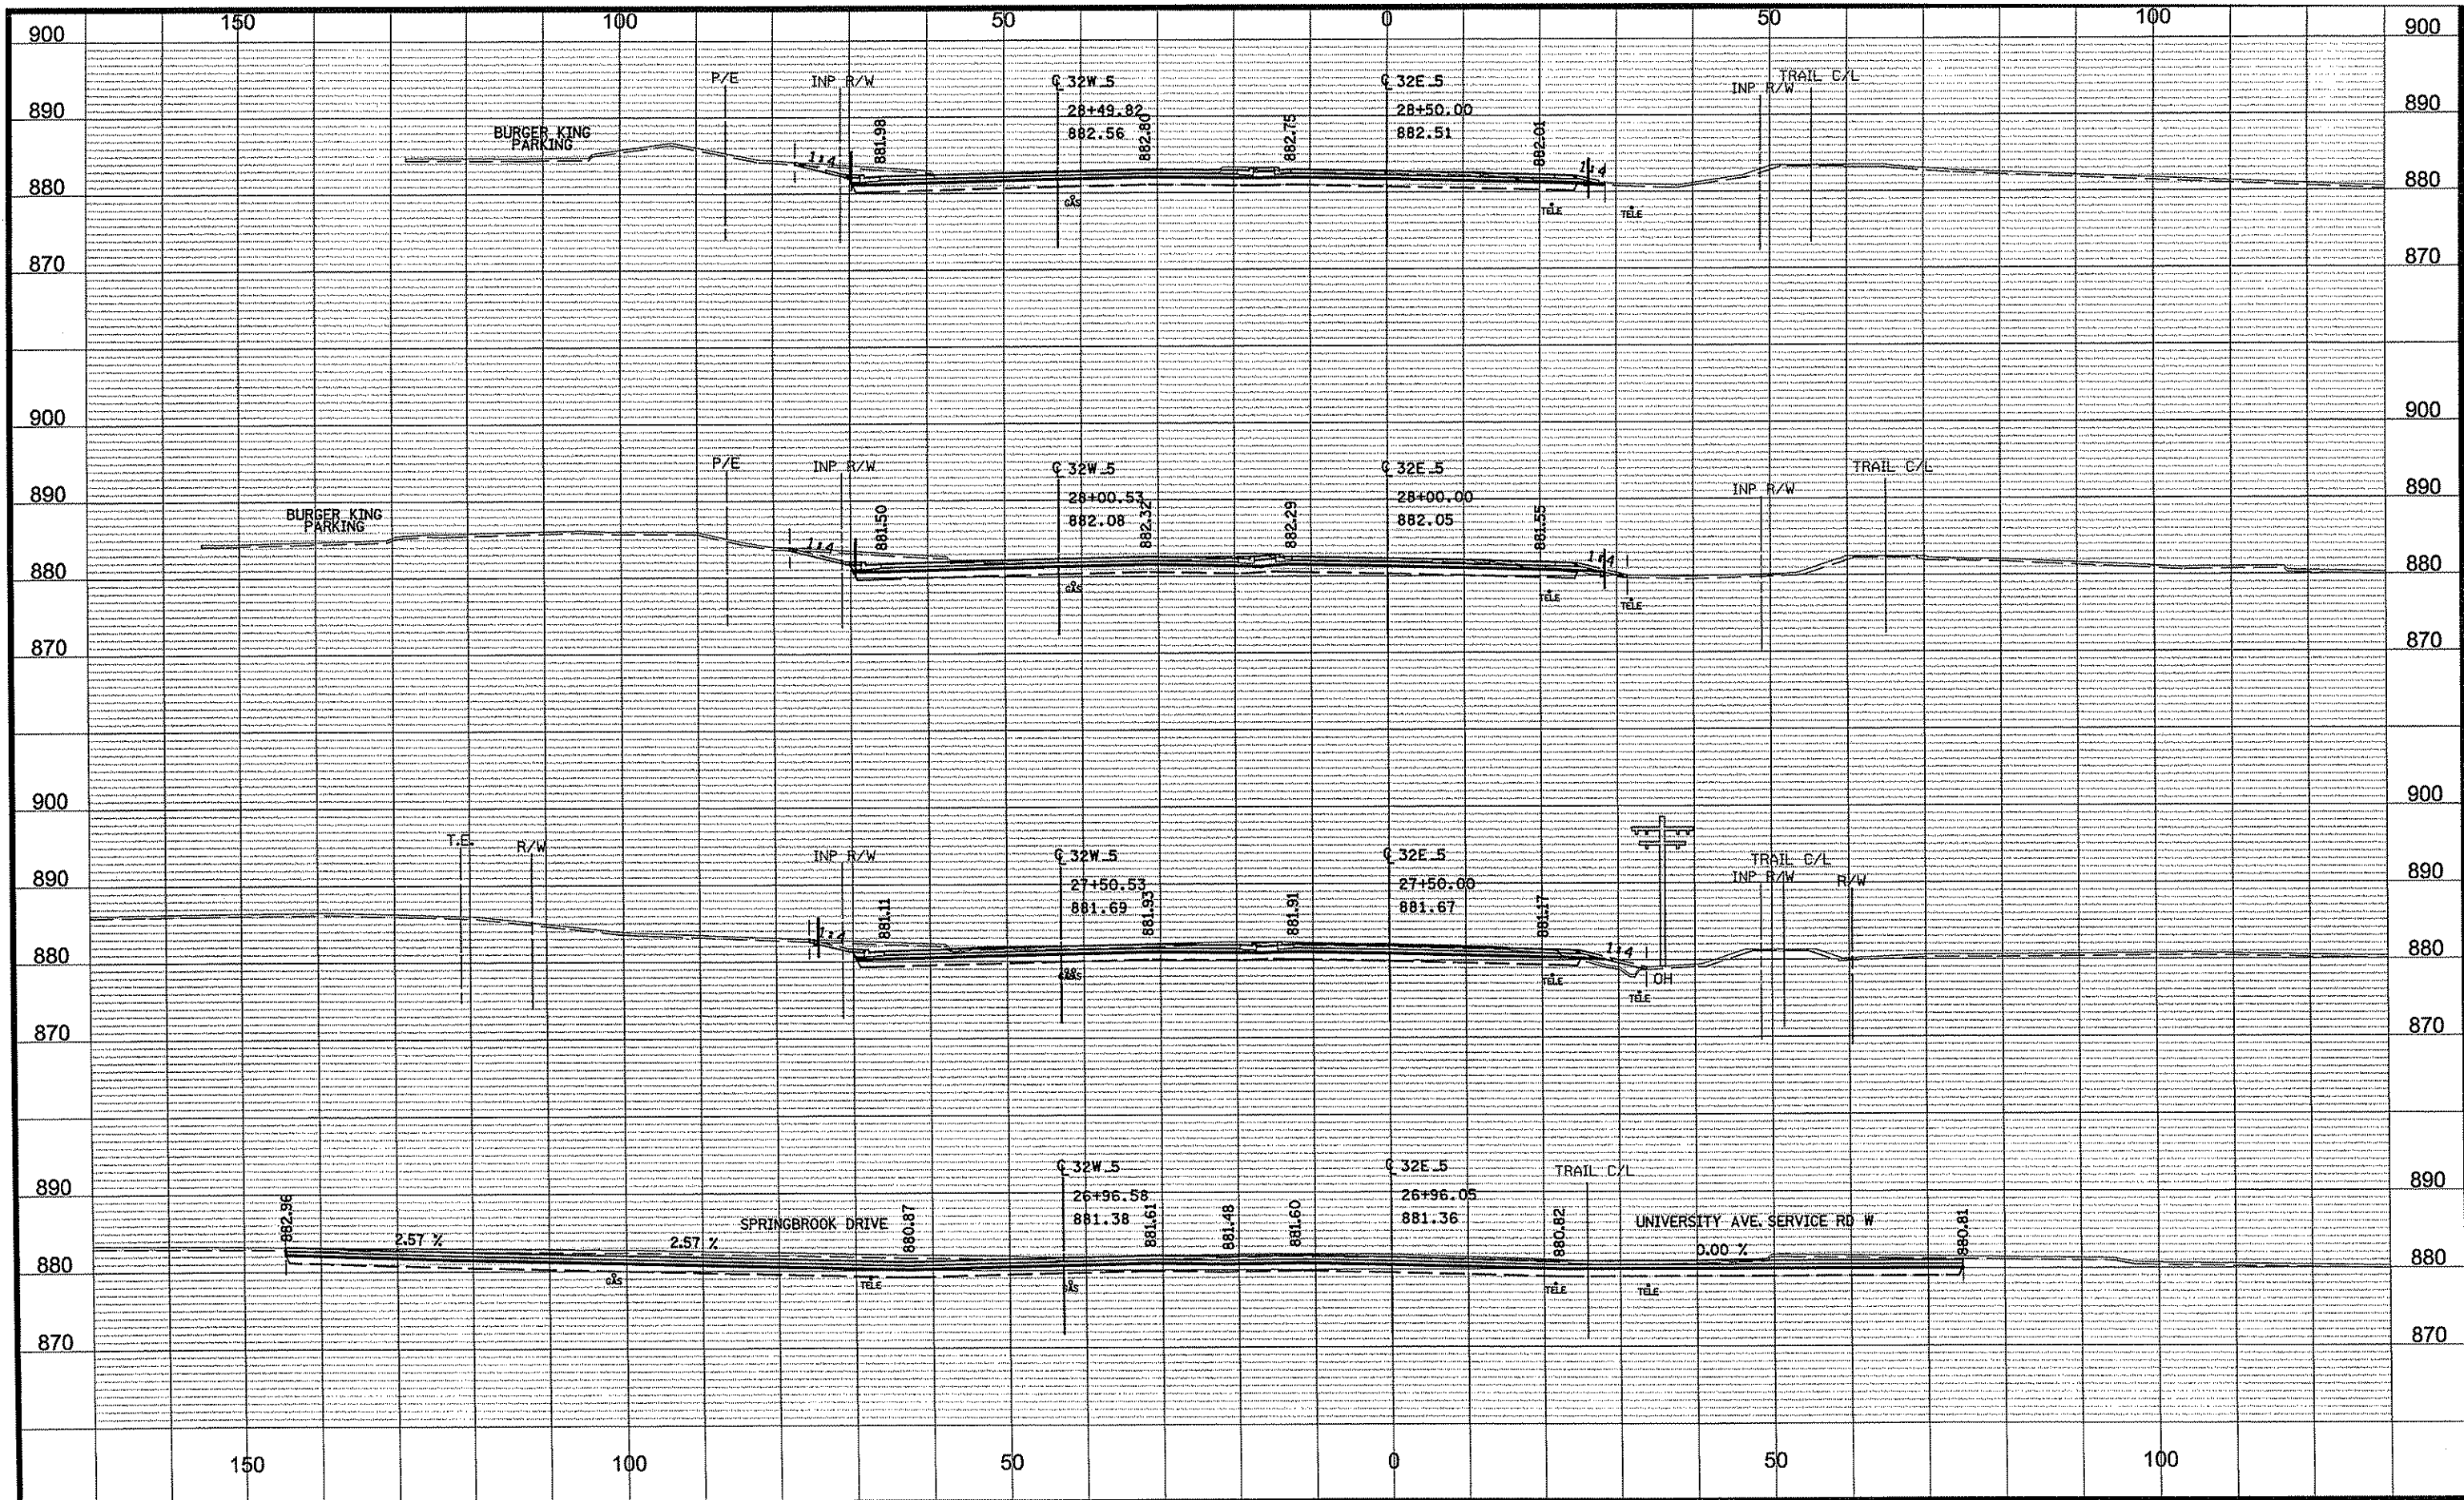 150 100 50 0 50 100
900 900
P/E INP R/W ℄ 32W_5 ℄ 32E_5 INP R/W TRAIL C/L
28+49.82 28+50.00
890 882.56 882.51 890
BURGER KING
PARKING
1:4 881.98 882.80 882.75 882.01 1:4
880 880
GAS TELE TELE
870 870
900 900
P/E INP R/W ℄ 32W_5 ℄ 32E_5 INP R/W TRAIL C/L
28+00.53 28+00.00
890 882.08 882.05 890
BURGER KING
PARKING
1:4 881.50 882.32 882.29 881.55 1:4
880 880
GAS TELE TELE
870 870
900 900
T.E. R/W INP R/W ℄ 32W_5 ℄ 32E_5 TRAIL C/L
INP R/W R/W
27+50.53 27+50.00
890 881.69 881.67 890
1:4 881.11 881.93 881.91 881.17 1:4
880 880
TELE TELE OH
870 870
℄ 32W_5 ℄ 32E_5 TRAIL C/L
26+96.58 26+96.05
890 881.38 881.36 890
882.96 2.57 % 2.57 % SPRINGBROOK DRIVE 880.87 881.61 881.48 881.60 880.82 UNIVERSITY AVE. SERVICE RD W 0.00 % 880.81
880 880
GAS TELE GAS TELE TELE
870 870
150 100 50 0 50 100